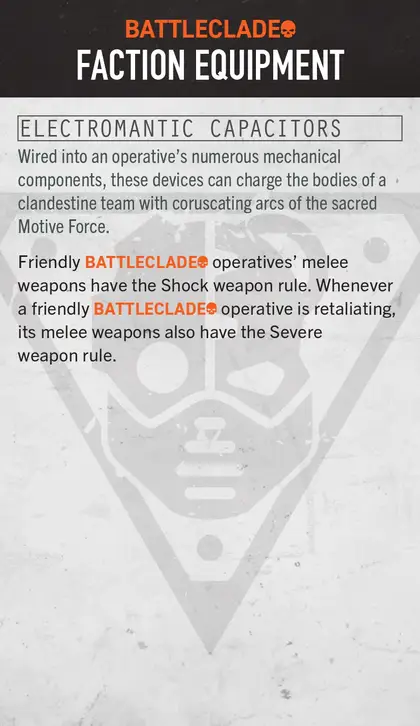 BATTLECLADE
FACTION EQUIPMENT
ELECTROMANTIC CAPACITORS
Wired into an operative’s numerous mechanical
components, these devices can charge the bodies of a
clandestine team with coruscating arcs of the sacred
Motive Force.
Friendly BATTLECLADE operatives’ melee
weapons have the Shock weapon rule. Whenever
a friendly BATTLECLADE operative is retaliating,
its melee weapons also have the Severe
weapon rule.